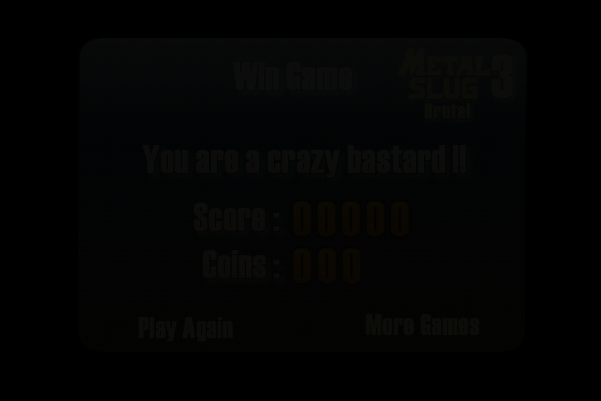 Win Game
METAL SLUG 3
Brutal
You are a crazy bastard !!
Score : 00000
Coins : 000
Play Again
More Games